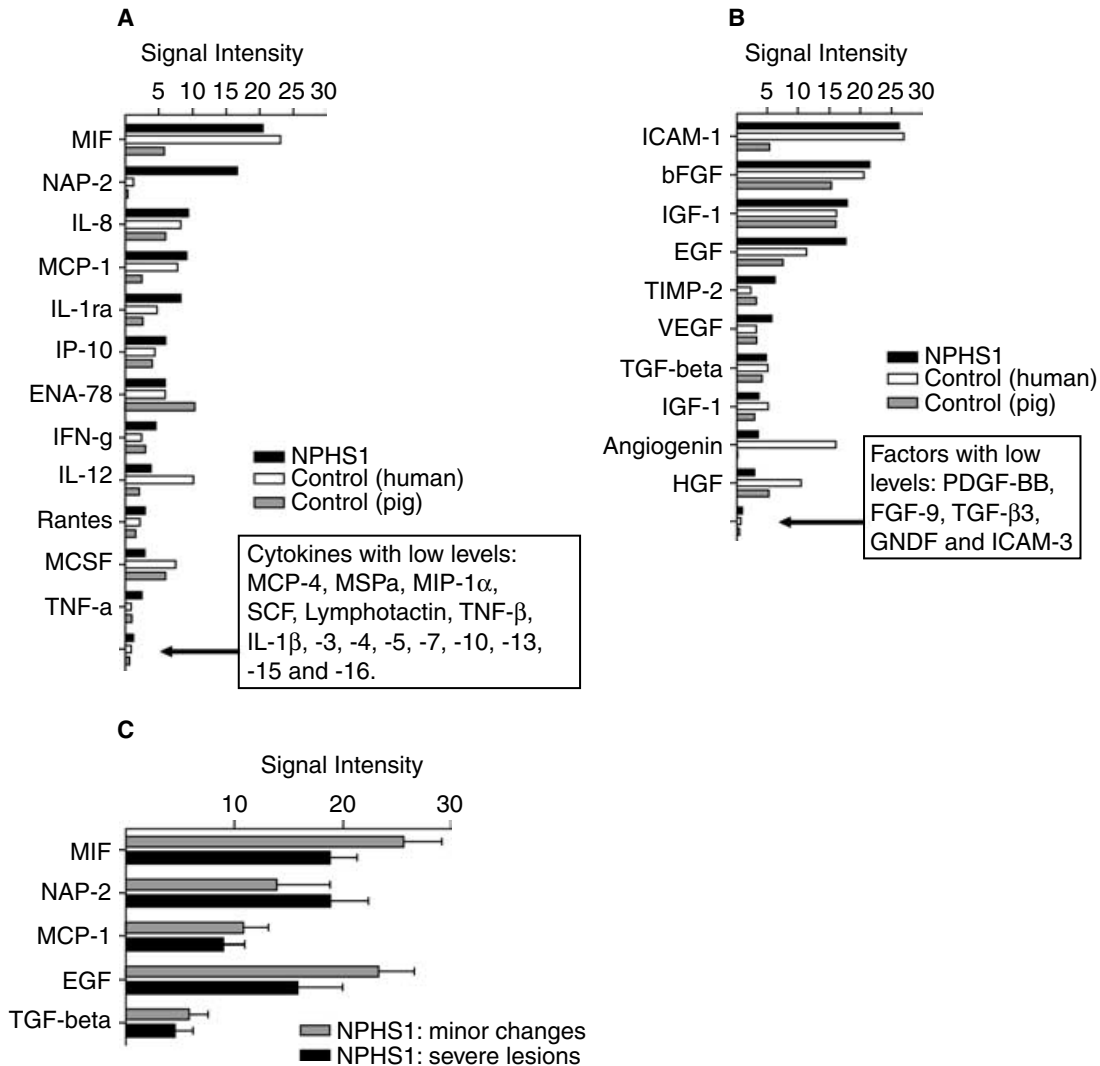 A
Signal Intensity
5 10 15 20 25 30
MIF
NAP-2
IL-8
MCP-1
IL-1ra
IP-10
ENA-78
IFN-g
IL-12
Rantes
MCSF
TNF-a
NPHS1
Control (human)
Control (pig)
Cytokines with low levels:
MCP-4, MSPa, MIP-1α,
SCF, Lymphotactin, TNF-β,
IL-1β, -3, -4, -5, -7, -10, -13,
-15 and -16.
B
Signal Intensity
5 10 15 20 25 30
ICAM-1
bFGF
IGF-1
EGF
TIMP-2
VEGF
TGF-beta
IGF-1
Angiogenin
HGF
NPHS1
Control (human)
Control (pig)
Factors with low
levels: PDGF-BB,
FGF-9, TGF-β3,
GNDF and ICAM-3
C
Signal Intensity
10 20 30
MIF
NAP-2
MCP-1
EGF
TGF-beta
NPHS1: minor changes
NPHS1: severe lesions